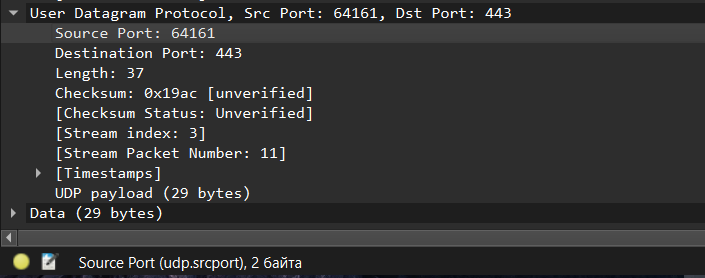 User Datagram Protocol, Src Port: 64161, Dst Port: 443
Source Port: 64161
Destination Port: 443
Length: 37
Checksum: 0x19ac [unverified]
[Checksum Status: Unverified]
[Stream index: 3]
[Stream Packet Number: 11]
[Timestamps]
UDP payload (29 bytes)
Data (29 bytes)
Source Port (udp.srcport), 2 байта